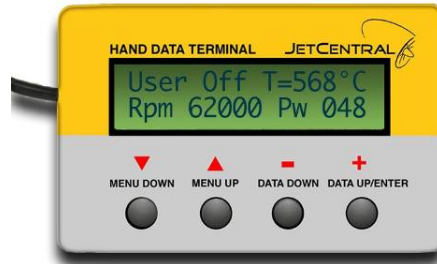 HAND DATA TERMINAL JETCENTRAL
User Off T=568°C
Rpm 62000 Pw 048
MENU DOWN MENU UP DATA DOWN DATA UP/ENTER